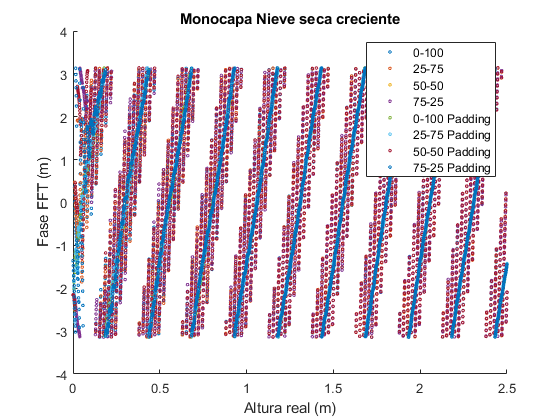 Monocapa Nieve seca creciente
4
3
2
1
0
-1
-2
-3
-4
Fase FFT (m)
0-100
25-75
50-50
75-25
0-100 Padding
25-75 Padding
50-50 Padding
75-25 Padding
0
0.5
1
1.5
2
2.5
Altura real (m)